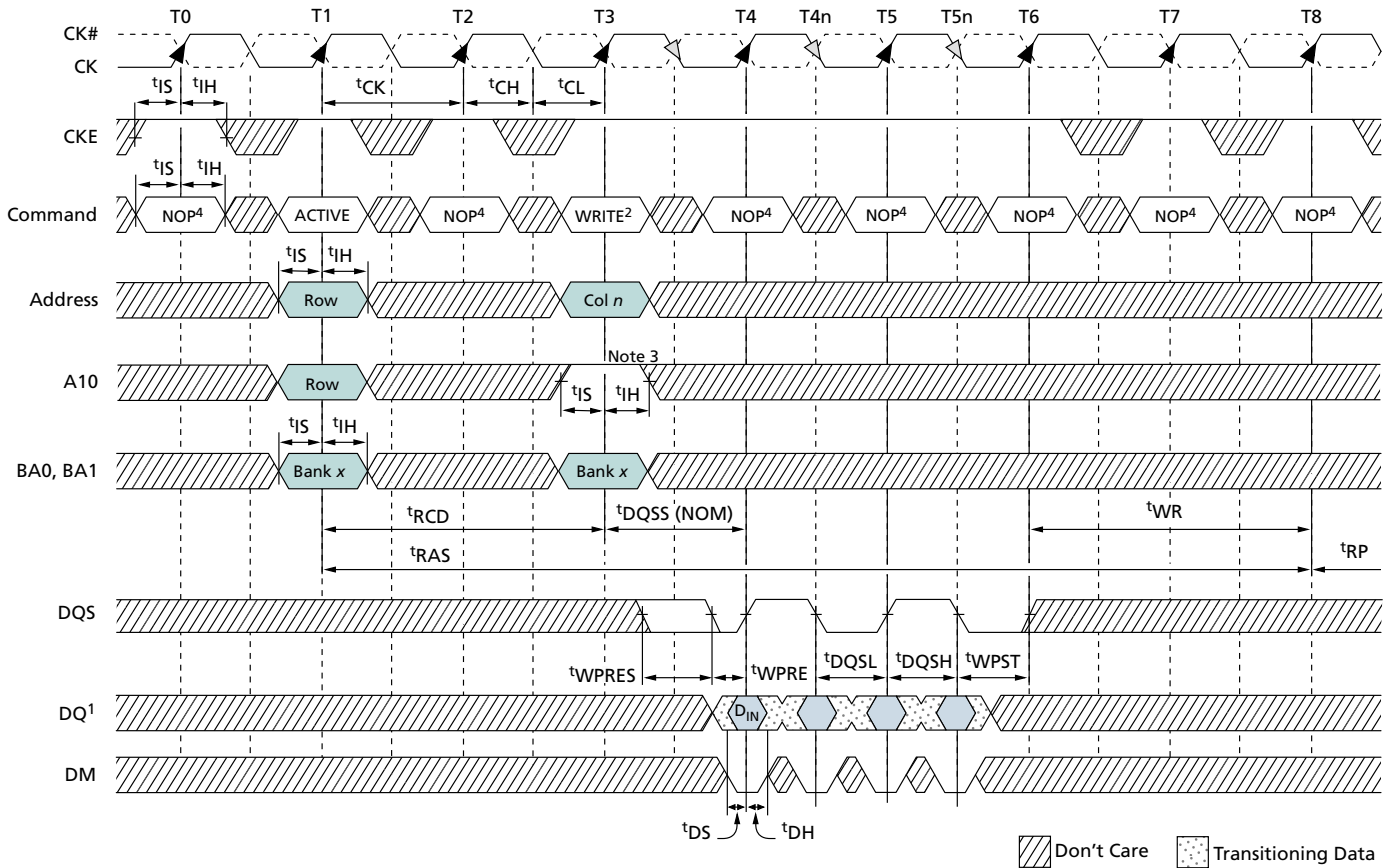 T0 T1 T2 T3 T4 T4n T5 T5n T6 T7 T8
CK#
CK
tIS tIH tCK tCH tCL
CKE
tIS tIH
Command NOP4 ACTIVE NOP4 WRITE2 NOP4 NOP4 NOP4 NOP4 NOP4
tIS tIH
Address Row Col n
Note 3
A10 Row
tIS tIH
tIS tIH
BA0, BA1 Bank x Bank x
tRCD tDQSS (NOM) tWR
tRAS tRP
DQS
tWPRES tWPRE tDQSL tDQSH tWPST
DQ1 DIN
DM
tDS tDH
Don't Care Transitioning Data